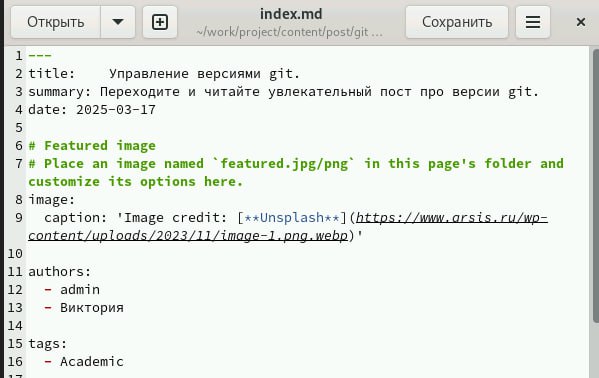 Открыть
index.md
~/work/project/content/post/git ...
Сохранить
1 ---
2 title:    Управление версиями git.
3 summary: Переходите и читайте увлекательный пост про версии git.
4 date: 2025-03-17
5
6 # Featured image
7 # Place an image named `featured.jpg/png` in this page's folder and
customize its options here.
8 image:
9   caption: 'Image credit: [**Unsplash**](https://www.arsis.ru/wp-
content/uploads/2023/11/image-1.png.webp)'
10
11 authors:
12   - admin
13   - Виктория
14
15 tags:
16   - Academic
17